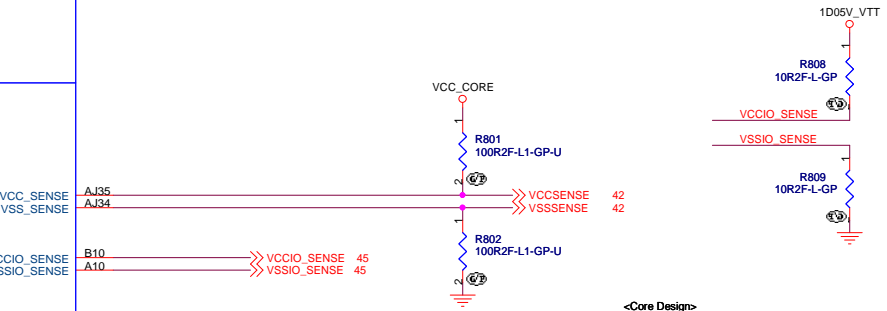 1D05V_VTT
1
R808
10R2F-L-GP
VCC_CORE
VCCIO_SENSE
1
R801
100R2F-L1-GP-U
VSSIO_SENSE
1
2
R809
10R2F-L-GP
VCC_SENSE AJ35 VCCSENSE 42
VSS_SENSE AJ34 VSSSENSE 42
1
R802
100R2F-L1-GP-U
CCIO_SENSE B10 VCCIO_SENSE 45
SSIO_SENSE A10 VSSIO_SENSE 45
2
<Core Design>